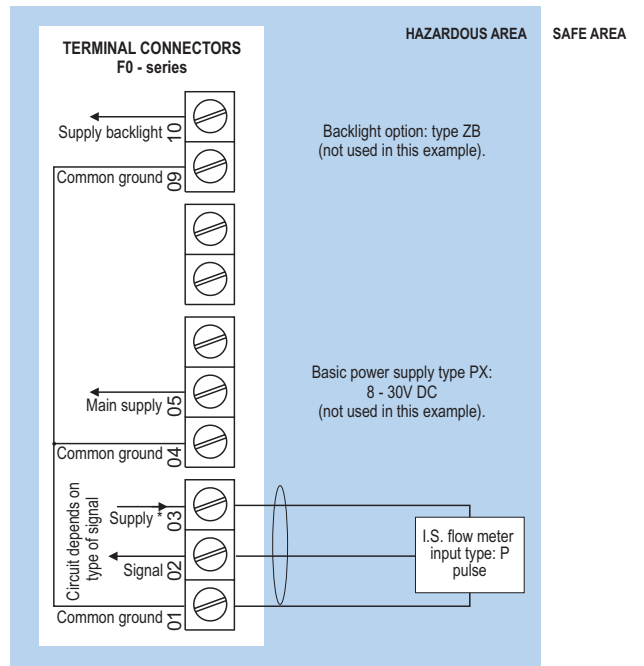 HAZARDOUS AREA
SAFE AREA
TERMINAL CONNECTORS
F0 - series
Supply backlight
10
Common ground
09
Backlight option: type ZB
(not used in this example).
Main supply
05
Common ground
04
Basic power supply type PX:
8 - 30V DC
(not used in this example).
Circuit depends on
type of signal
Supply *
03
Signal
02
Common ground
01
I.S. flow meter
input type: P
pulse